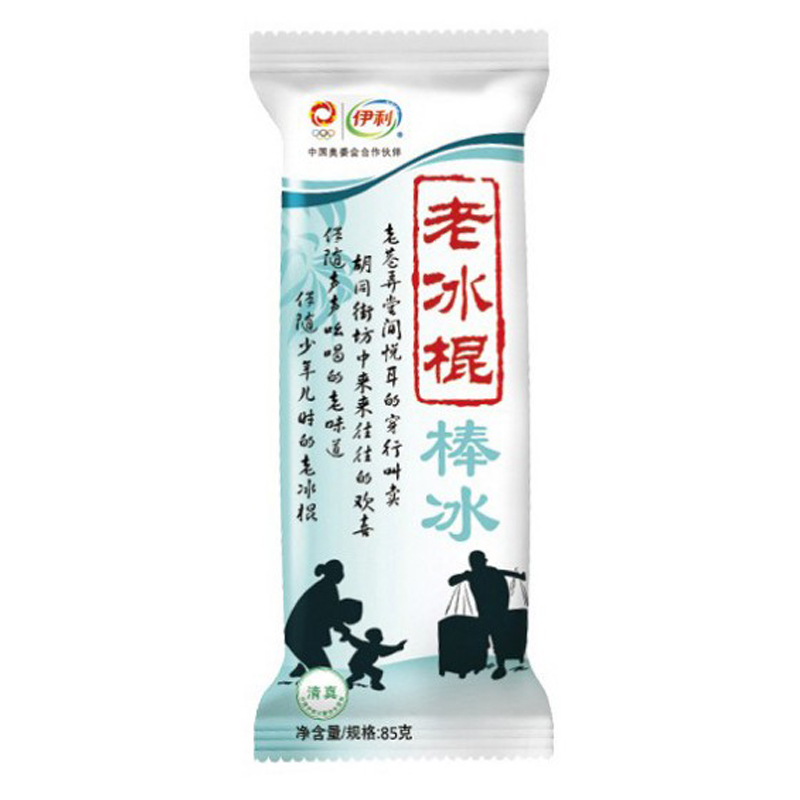 伊利
中国奥委会合作伙伴
老冰棍
棒冰
老巷弄堂间悦耳的穿行叫卖
胡同街坊中来来往往的欢喜
伴随声声吆喝的老味道
伴随少年儿时的老冰棍
清真
净含量/规格:85克